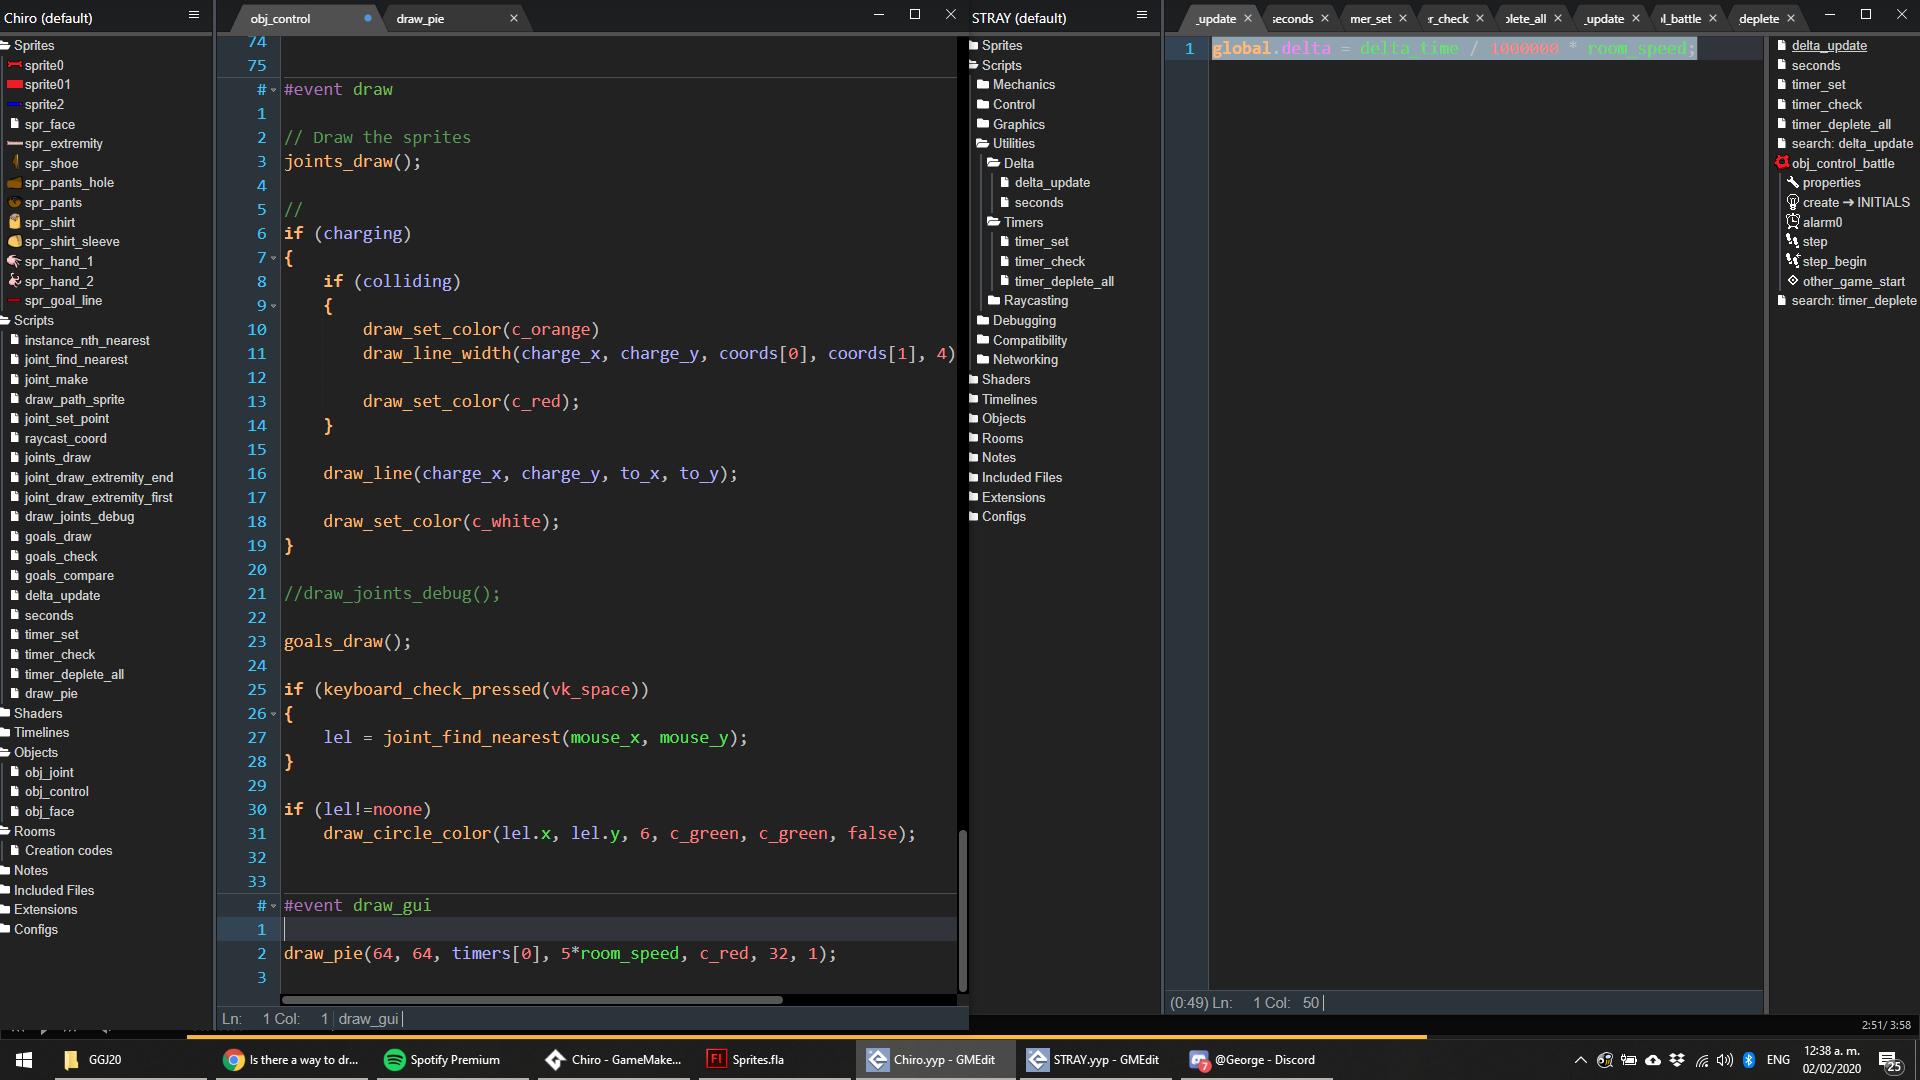 Chiro (default)
Sprites
sprite0
sprite01
sprite2
spr_face
spr_extremity
spr_shoe
spr_pants_hole
spr_pants
spr_shirt
spr_shirt_sleeve
spr_hand_1
spr_hand_2
spr_goal_line
Scripts
instance_nth_nearest
joint_find_nearest
joint_make
draw_path_sprite
joint_set_point
raycast_coord
joints_draw
joint_draw_extremity_end
joint_draw_extremity_first
draw_joints_debug
goals_draw
goals_check
goals_compare
delta_update
seconds
timer_set
timer_check
timer_deplete_all
draw_pie
Shaders
Timelines
Objects
obj_joint
obj_control
obj_face
Rooms
Creation codes
Notes
Included Files
Extensions
Configs
obj_control draw_pie
74
75
# #event draw
1
2 // Draw the sprites
3 joints_draw();
4
5 //
6 if (charging)
7 {
8 if (colliding)
9 {
10 draw_set_color(c_orange)
11 draw_line_width(charge_x, charge_y, coords[0], coords[1], 4)
12
13 draw_set_color(c_red);
14 }
15
16 draw_line(charge_x, charge_y, to_x, to_y);
17
18 draw_set_color(c_white);
19 }
20
21 //draw_joints_debug();
22
23 goals_draw();
24
25 if (keyboard_check_pressed(vk_space))
26 {
27 lel = joint_find_nearest(mouse_x, mouse_y);
28 }
29
30 if (lel!=noone)
31 draw_circle_color(lel.x, lel.y, 6, c_green, c_green, false);
32
33
# #event draw_gui
1
2 draw_pie(64, 64, timers[0], 5*room_speed, c_red, 32, 1);
3
Ln: 1 Col: 1 draw_gui
STRAY (default)
Sprites
Scripts
Mechanics
Control
Graphics
Utilities
Delta
delta_update
seconds
Timers
timer_set
timer_check
timer_deplete_all
Raycasting
Debugging
Compatibility
Networking
Shaders
Timelines
Objects
Rooms
Notes
Included Files
Extensions
Configs
_update seconds mer_set r_check lete_all _update l_battle deplete
1 global.delta = delta_time / 1000000 * room_speed;
(0:49) Ln: 1 Col: 50
delta_update
seconds
timer_set
timer_check
timer_deplete_all
search: delta_update
obj_control_battle
properties
create → INITIALS
alarm0
step
step_begin
other_game_start
search: timer_deplete
2:51/ 3:58
GGJ20 Is there a way to dr... Spotify Premium Chiro - GameMake... Fl Sprites.fla Chiro.yyp - GMEdit STRAY.yyp - GMEdit 7 @George - Discord ENG 12:38 a. m.
02/02/2020 25